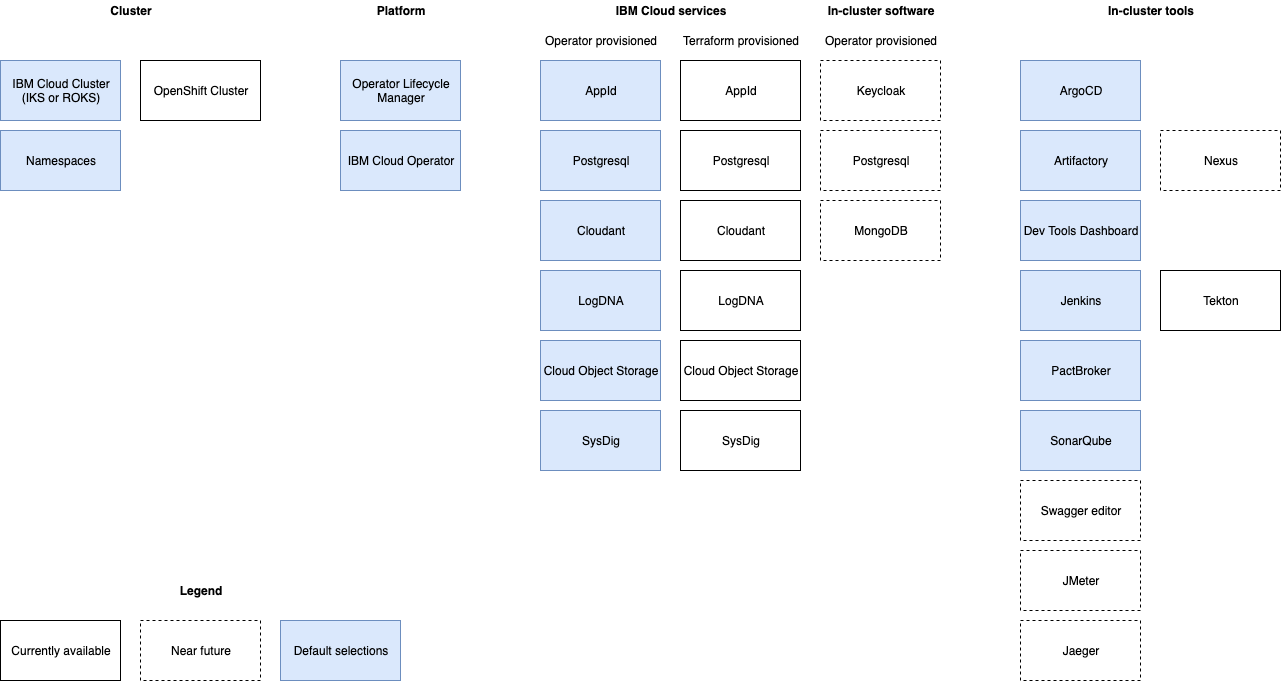 Cluster
Platform
IBM Cloud services
In-cluster software
In-cluster tools
Operator provisioned
Terraform provisioned
Operator provisioned
IBM Cloud Cluster
(IKS or ROKS)
OpenShift Cluster
Operator Lifecycle
Manager
AppId
AppId
Keycloak
ArgoCD
Namespaces
IBM Cloud Operator
Postgresql
Postgresql
Postgresql
Artifactory
Nexus
Cloudant
Cloudant
MongoDB
Dev Tools Dashboard
LogDNA
LogDNA
Jenkins
Tekton
Cloud Object Storage
Cloud Object Storage
PactBroker
SysDig
SysDig
SonarQube
Swagger editor
JMeter
Jaeger
Legend
Currently available
Near future
Default selections